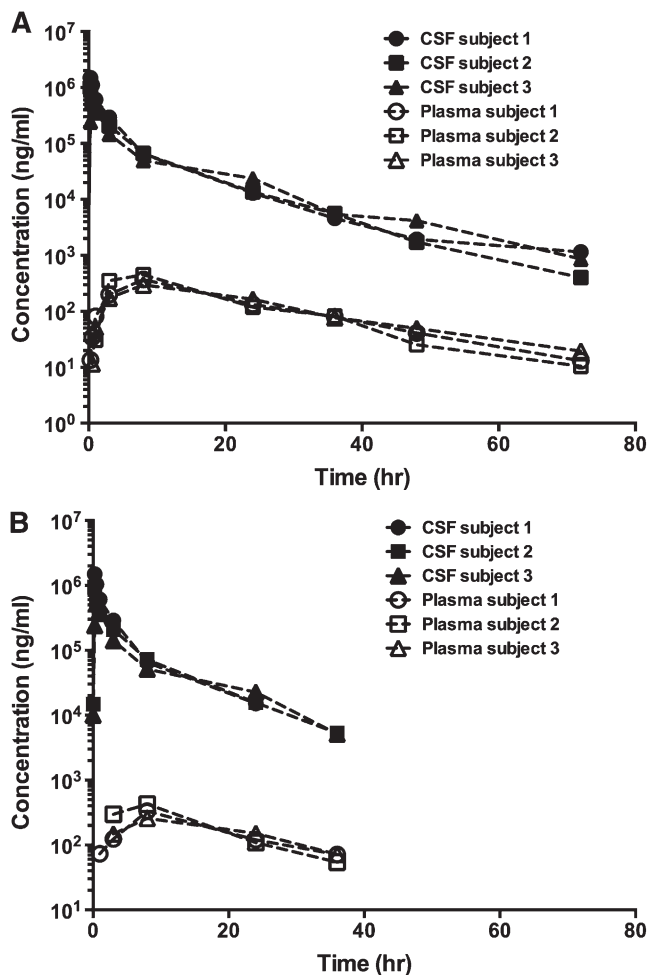 A
10^7
10^6
10^5
10^4
10^3
10^2
10^1
10^0
Concentration (ng/ml)
CSF subject 1
CSF subject 2
CSF subject 3
Plasma subject 1
Plasma subject 2
Plasma subject 3
0 20 40 60 80
Time (hr)
B
10^7
10^6
10^5
10^4
10^3
10^2
10^1
Concentration (ng/ml)
CSF subject 1
CSF subject 2
CSF subject 3
Plasma subject 1
Plasma subject 2
Plasma subject 3
0 20 40 60 80
Time (hr)